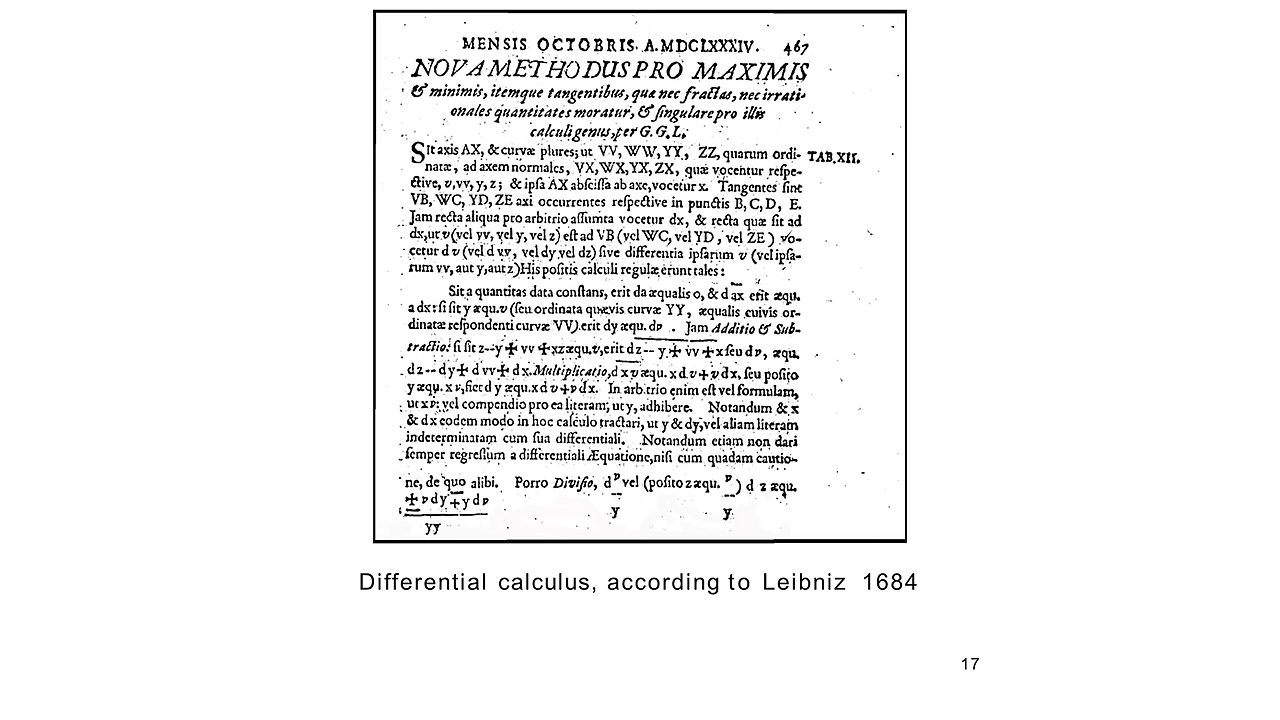 MENSIS OCTOBRIS. A. MDCLXXXIV. 467
NOVA METHODUS PRO MAXIMIS
& minimis, itemque tangentibus, quæ nec fractas, nec irrati-
onales quantitates moratur, & singulare pro illis
calculi genus, per G. G. L.
Sit axis AX, & curvæ plures, ut VV, WW, YY, ZZ, quarum ordi- TAB. XII.
natæ, ad axem normales, VX, WX, YX, ZX, quæ vocentur respe-
ctive, v, vv, y, z; & ipsa AX abscissa ab axe, vocetur x. Tangentes sint
VB, WC, YD, ZE axi occurrentes respective in punctis B, C, D, E.
Jam recta aliqua pro arbitrio assumta vocetur dx, & recta quæ sit ad
dx, ut v (vel vv, vel y, vel z) est ad VB (vel WC, vel YD, vel ZE) vo-
cetur d v (vel d vv, vel dy vel dz) sive differentia ipsarum v (vel ipsa-
rum vv, aut y, aut z) His positis calculi regulæ erunt tales:
Sit a quantitas data constans, erit da æqualis 0, & d ax erit æqu.
a dx: si sit y æqu. v (seu ordinata quævis curvæ YY, æqualis cuivis or-
dinatæ respondenti curvæ VV) erit dy æqu. dv. Jam Additio & Sub-
tractio: si sit z -- y ✠ vv ✠ x æqu. v, erit d z -- y ✠ vv ✠ x seu dv, æqu.
d z -- d y ✠ d vv ✠ d x. Multiplicatio, d x v æqu. x d v + v d x, seu posito
y æqu. x v, fiet d y æqu. x d v + v d x. In arbitrio enim est vel formulam,
ut x v, vel compendio pro ea literam, ut y, adhibere. Notandum & x
& d x eodem modo in hoc calculo tractari, ut y & dy, vel aliam literam
indeterminatam cum sua differentiali. Notandum etiam non dari
semper regressum a differentiali Æquatione, nisi cum quadam cautio-
ne, de quo alibi. Porro Divisio, d v vel (posito z æqu. v) d z æqu.
✠ v d y ∓ y d v y y
yy
Differential calculus, according to Leibniz 1684
17